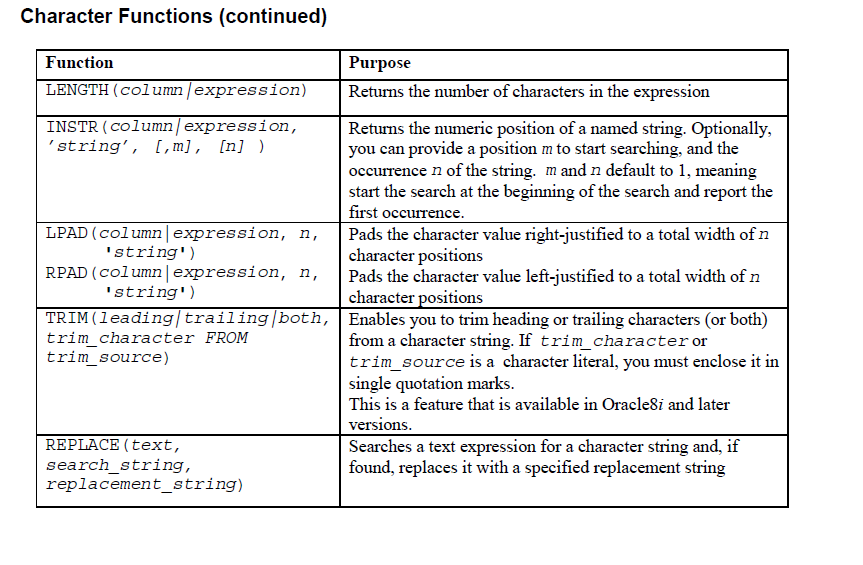 Character Functions (continued)
Function
Purpose
LENGTH(column|expression)
Returns the number of characters in the expression
INSTR(column|expression,
’string’, [,m], [n] )
Returns the numeric position of a named string. Optionally,
you can provide a position m to start searching, and the
occurrence n of the string. m and n default to 1, meaning
start the search at the beginning of the search and report the
first occurrence.
LPAD(column|expression, n,
'string')
RPAD(column|expression, n,
'string')
Pads the character value right-justified to a total width of n
character positions
Pads the character value left-justified to a total width of n
character positions
TRIM(leading|trailing|both,
trim_character FROM
trim_source)
Enables you to trim heading or trailing characters (or both)
from a character string. If trim_character or
trim_source is a character literal, you must enclose it in
single quotation marks.
This is a feature that is available in Oracle8i and later
versions.
REPLACE(text,
search_string,
replacement_string)
Searches a text expression for a character string and, if
found, replaces it with a specified replacement string